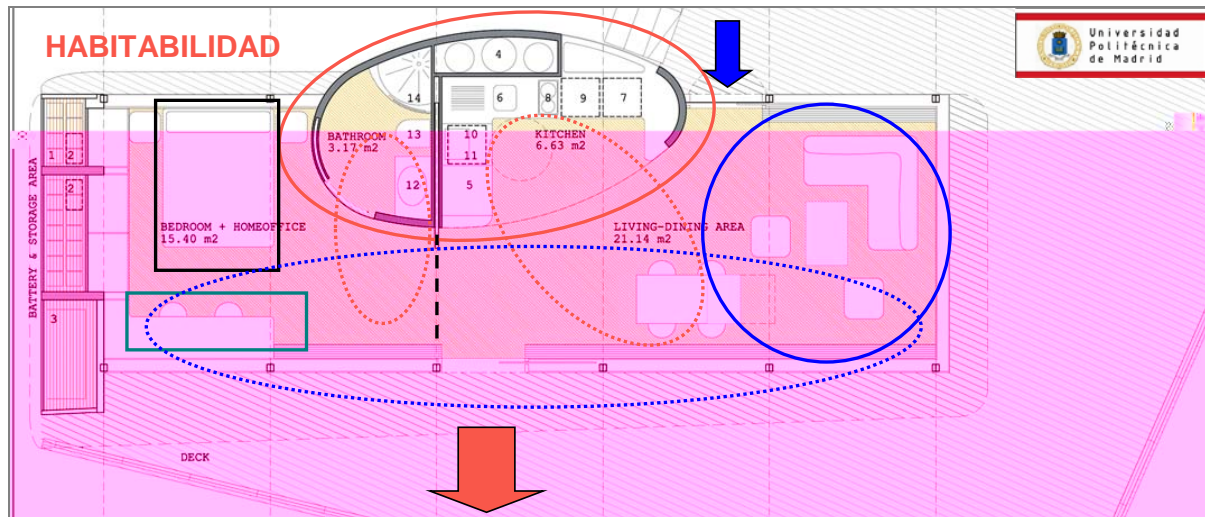 HABITABILIDAD
Universidad
Politécnica
de Madrid
4
14
6
8
9
7
BATHROOM
3.17 m2
13
10
KITCHEN
6.63 m2
11
1
2
2
12
5
BEDROOM + HOMEOFFICE
15.40 m2
LIVING-DINING AREA
21.14 m2
BATTERY & STORAGE AREA
3
DECK